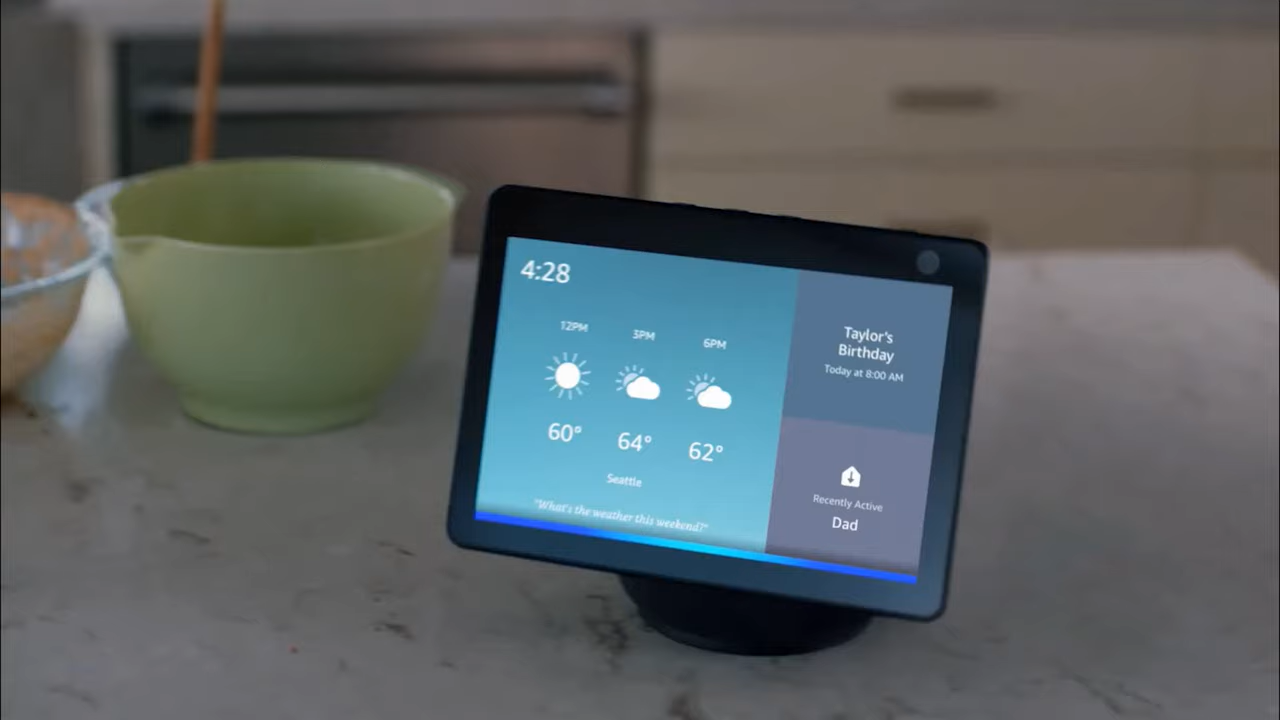 4:28
12PM 3PM 6PM
60° 64° 62°
Seattle
"What's the weather this weekend?"
Taylor's
Birthday
Today at 8:00 AM
Recently Active
Dad